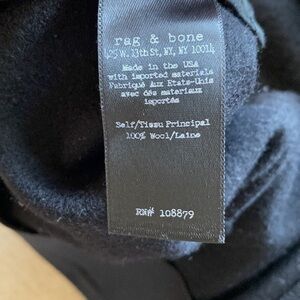 rag & bone
425 W. 13th St, NY, NY 10014
Made in the USA
with imported materials
Fabriqué Aux Etats-Unis
avec dés materiaux
importés
Self/Tissu Principal
100% Wool/Laine
RN# 108879